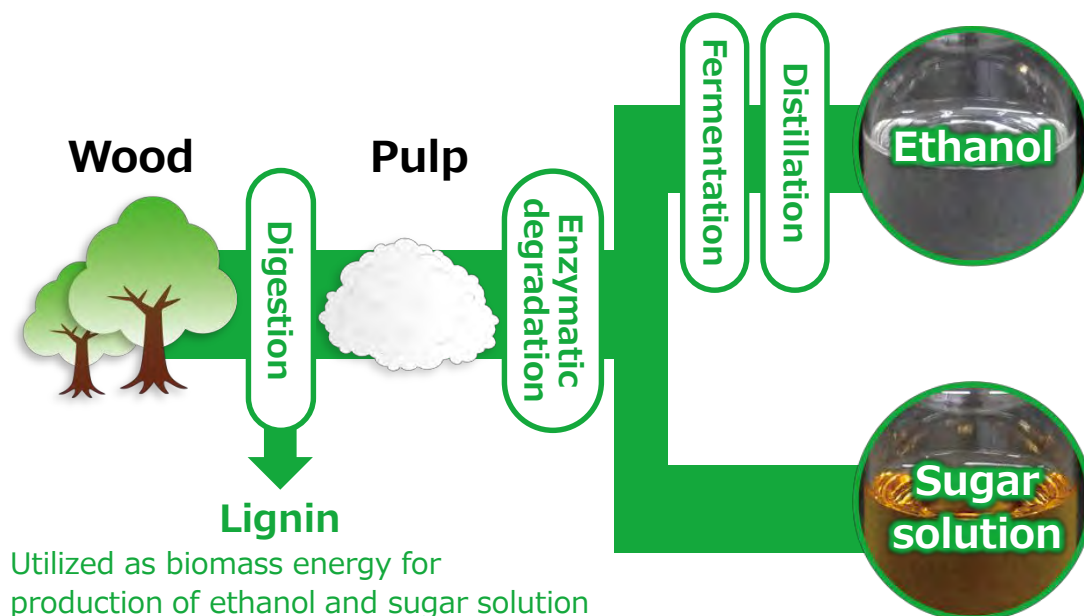 Wood
Digestion
Pulp
Enzymatic
degradation
Fermentation
Distillation
Ethanol
Sugar
solution
Lignin
Utilized as biomass energy for
production of ethanol and sugar solution